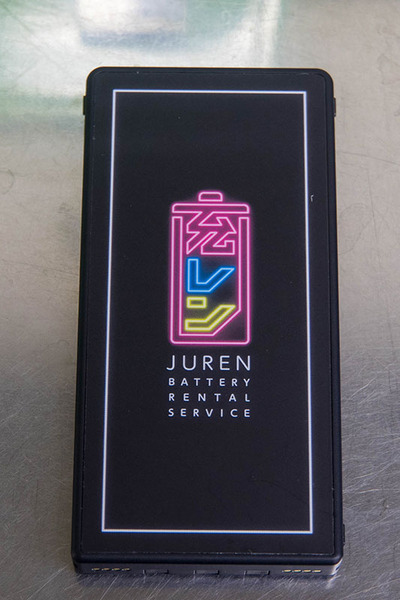 充
レ
ン
JUREN
BATTERY
RENTAL
SERVICE